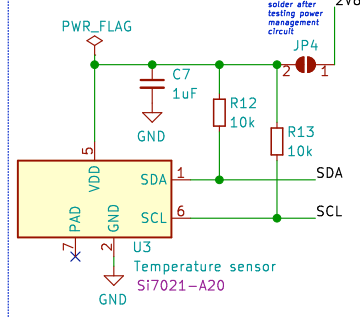 solder after
testing power
management
circuit
PWR_FLAG
JP4
2
1
C7
1uF
GND
R12
10k
R13
10k
5
VDD
SDA
1
SDA
SCL
6
SCL
PAD
GND
7
2
U3
Temperature sensor
Si7021-A20
GND